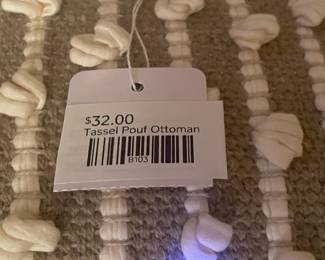 $32.00
Tassel Pouf Ottoman
B103